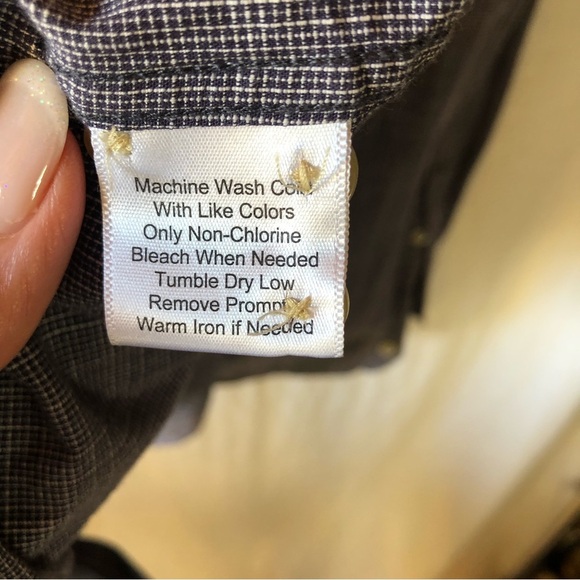 Machine Wash Cold
With Like Colors
Only Non-Chlorine
Bleach When Needed
Tumble Dry Low
Remove Promptly
Warm Iron if Needed